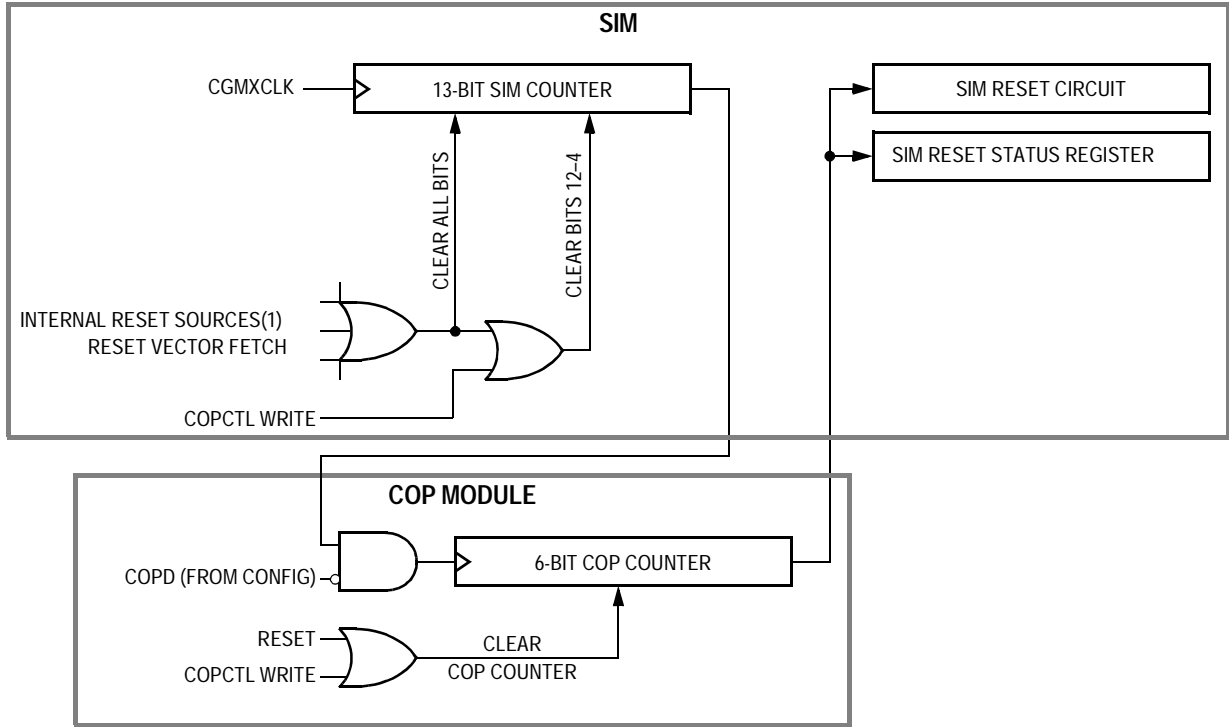 SIM
CGMXCLK
13-BIT SIM COUNTER
SIM RESET CIRCUIT
SIM RESET STATUS REGISTER
CLEAR ALL BITS
CLEAR BITS 12–4
INTERNAL RESET SOURCES(1)
RESET VECTOR FETCH
COPCTL WRITE
COP MODULE
6-BIT COP COUNTER
COPD (FROM CONFIG)
RESET
CLEAR
COPCTL WRITE
COP COUNTER